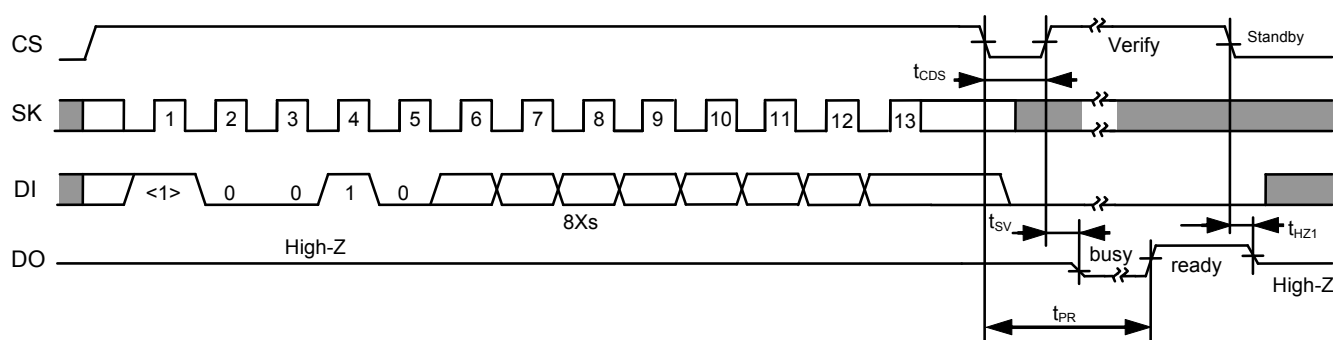 CS
Verify
Standby
tCDS
SK
1 2 3 4 5 6 7 8 9 10 11 12 13
DI
<1> 0 0 1 0
8Xs
tSV
tHZ1
High-Z
busy
DO
ready
High-Z
tPR